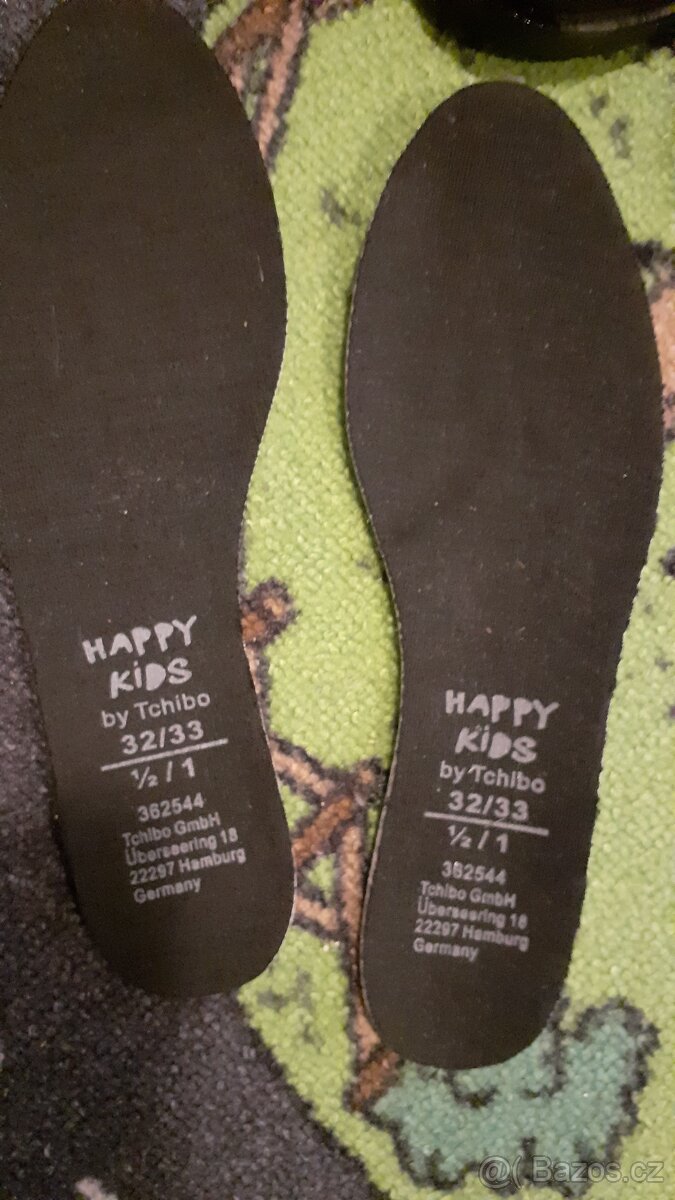 HAPPY
KiDS
by Tchibo
32/33
½ / 1
362544
Tchibo GmbH
Überseering 18
22297 Hamburg
Germany
HAPPY
KiDS
by Tchibo
32/33
½ / 1
362544
Tchibo GmbH
Überseering 18
22297 Hamburg
Germany
@( Bazos.cz